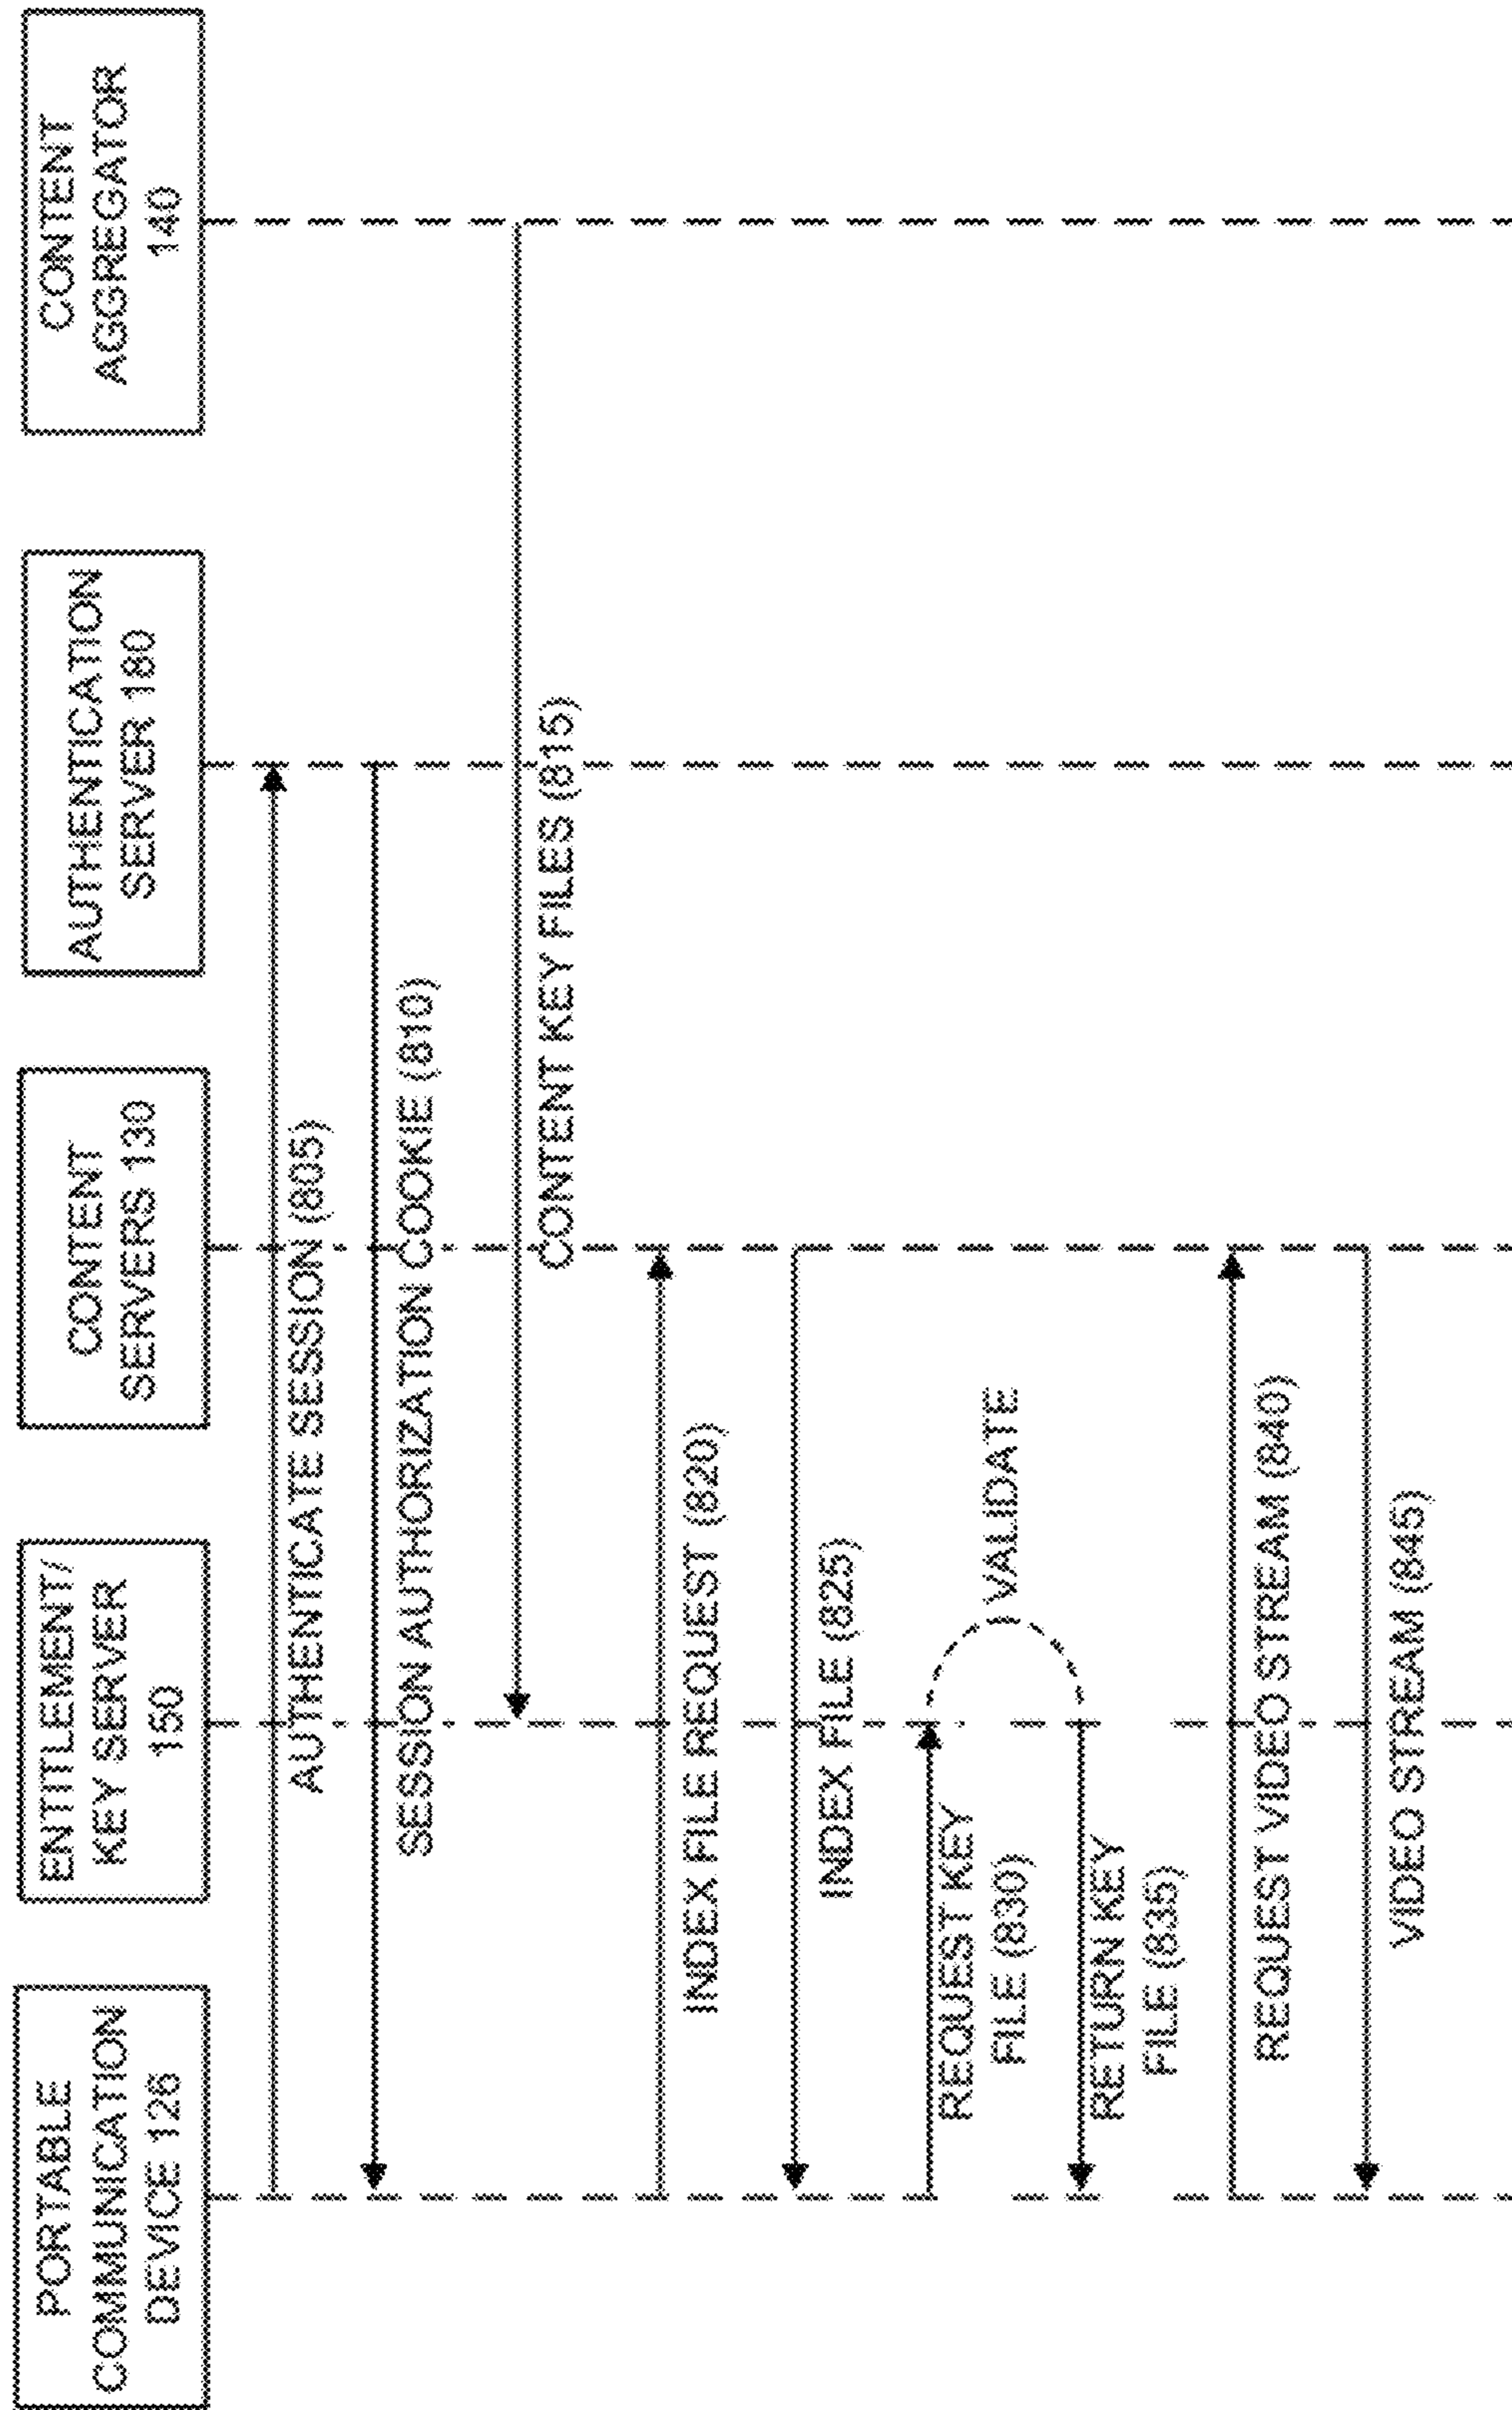 PORTABLE
COMMUNICATION
DEVICE 126
ENTITLEMENT/
KEY SERVER
150
CONTENT
SERVERS 130
AUTHENTICATION
SERVER 180
CONTENT
AGGREGATOR
140
AUTHENTICATE SESSION (805)
SESSION AUTHORIZATION COOKIE (810)
CONTENT KEY FILES (815)
INDEX FILE REQUEST (820)
INDEX FILE (825)
REQUEST KEY
FILE (830)
VALIDATE
RETURN KEY
FILE (835)
REQUEST VIDEO STREAM (840)
VIDEO STREAM (845)